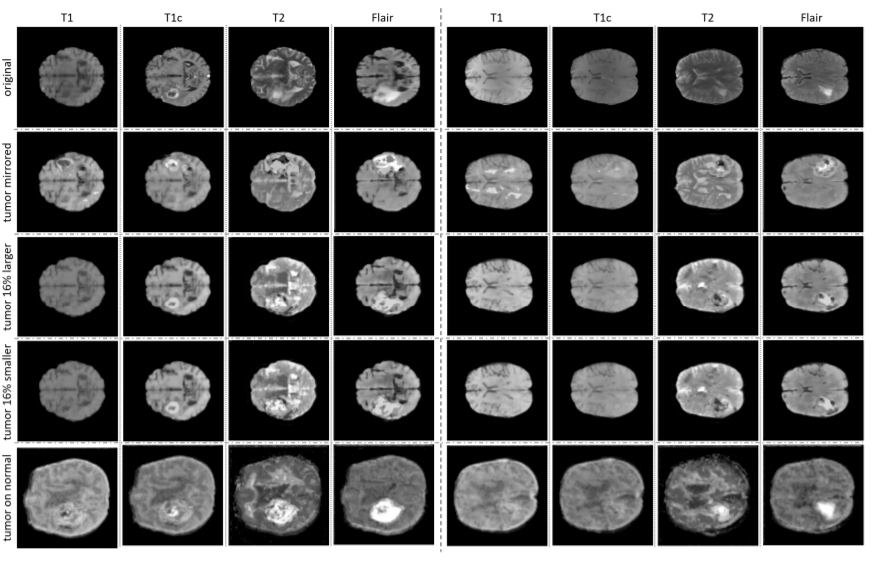 T1 T1c T2 Flair T1 T1c T2 Flair
original
tumor mirrored
tumor 16% larger
tumor 16% smaller
tumor on normal